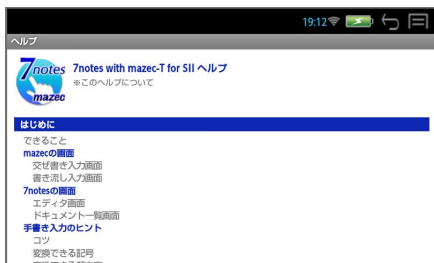 19:12
ヘルプ
7notes
mazec
7notes with mazec-T for SII ヘルプ
※このヘルプについて
はじめに
できること
mazecの画面
交ぜ書き入力画面
書き流し入力画面
7notesの画面
エディタ画面
ドキュメント一覧画面
手書き入力のヒント
コツ
変換できる記号